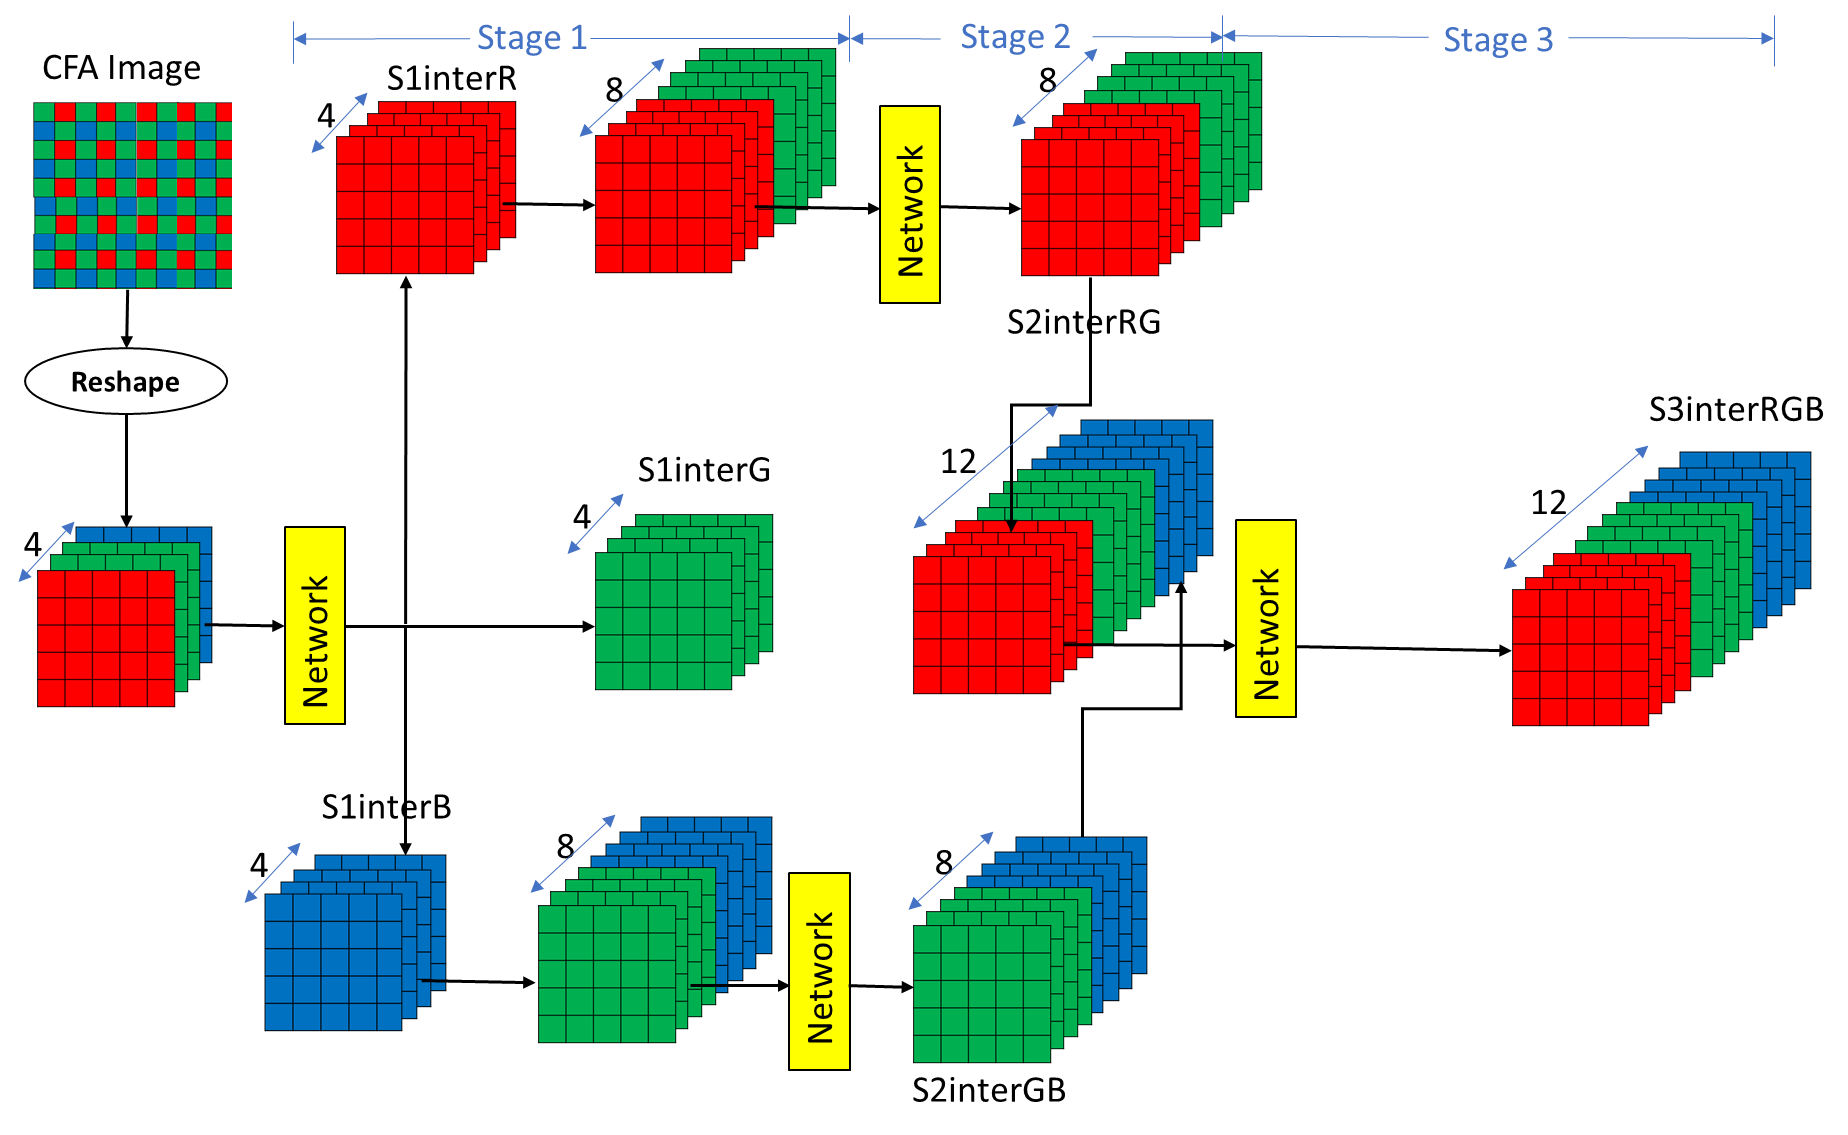 Stage 1
Stage 2
Stage 3
CFA Image
S1interR
4
8
8
Network
S2interRG
Reshape
S3interRGB
12
S1interG
12
4
4
Network
Network
S1interB
4
8
8
Network
S2interGB